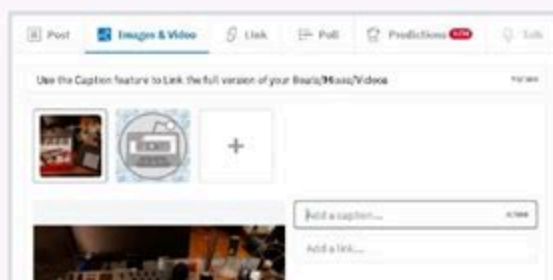 Post Images & Video Link Poll Predictions Talk
Use the Caption feature to Link the full version of your Beats/Mixes/Videos
+
Add a caption...
Add a link...